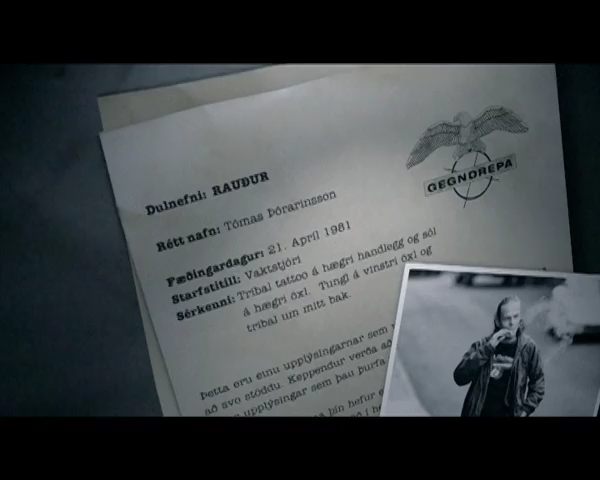 GEGNDREPA
Dulnefni: RAUÐUR
Rétt nafn: Tómas Þórarinsson
Fæðingardagur: 21. Apríl 1981
Starfstitill: Vaktstjóri
Sérkenni: Tribal tattoo á hægri handlegg og sól
á hægri öxl. Tungl á vinstri öxl og
tribal um mitt bak.
Þetta eru einu upplýsingarnar sem
að svo stöddu. Keppendur verða að
upplýsingar sem þau þurfa
þín hefur